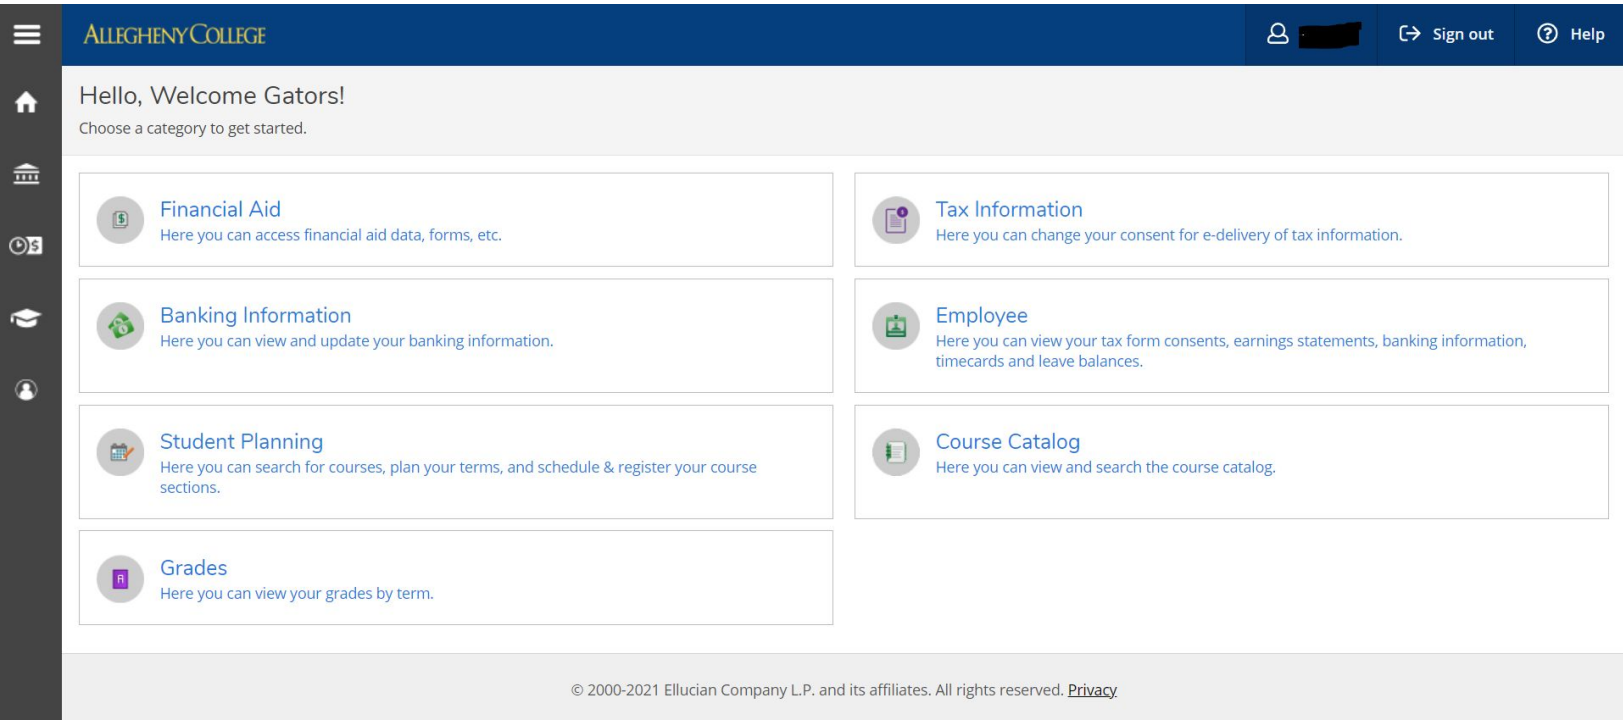 ALLEGHENY COLLEGE
Sign out
Help
Hello, Welcome Gators!
Choose a category to get started.
Financial Aid
Here you can access financial aid data, forms, etc.
Tax Information
Here you can change your consent for e-delivery of tax information.
Banking Information
Here you can view and update your banking information.
Employee
Here you can view your tax form consents, earnings statements, banking information,
timecards and leave balances.
Student Planning
Here you can search for courses, plan your terms, and schedule & register your course
sections.
Course Catalog
Here you can view and search the course catalog.
Grades
Here you can view your grades by term.
© 2000-2021 Ellucian Company L.P. and its affiliates. All rights reserved. Privacy